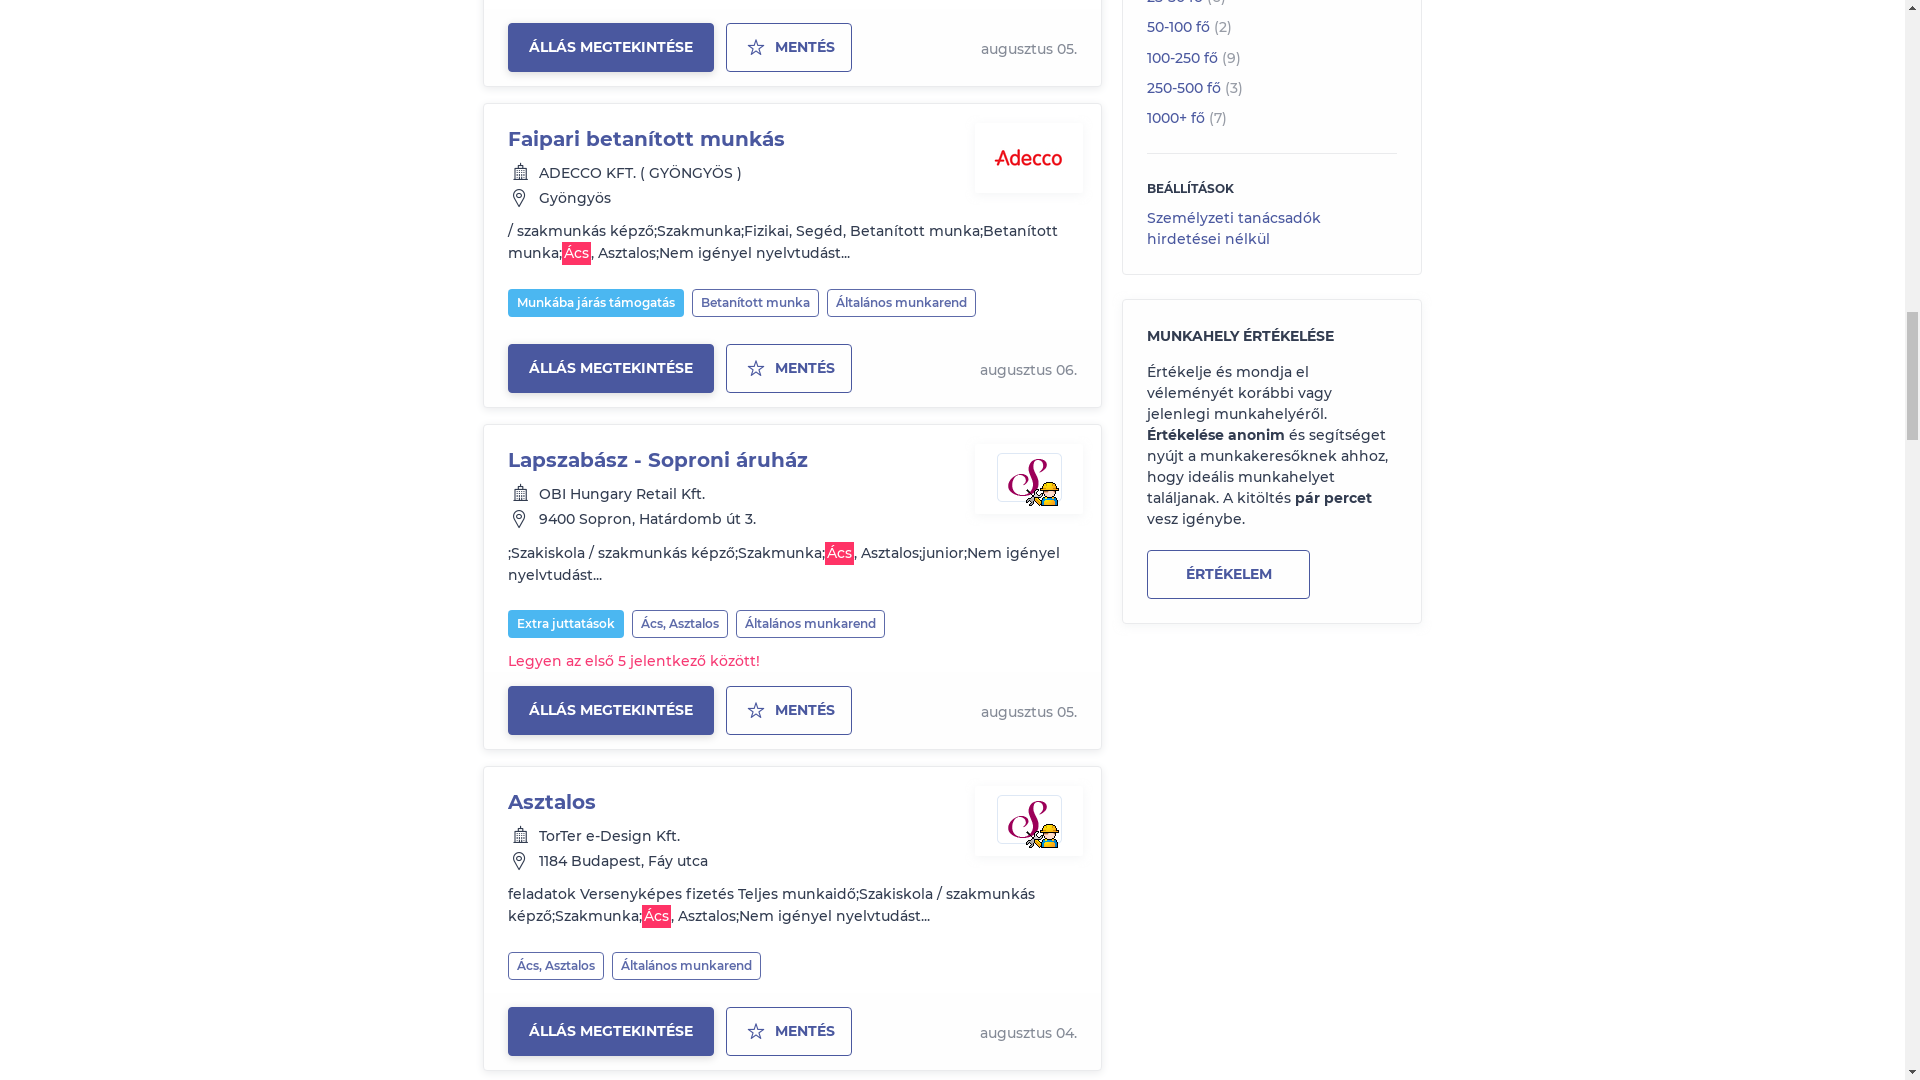 ÁLLÁS MEGTEKINTÉSE
MENTÉS
augusztus 05.
Faipari betanított munkás
Adecco
ADECCO KFT. ( GYÖNGYÖS )
Gyöngyös
/ szakmunkás képző;Szakmunka;Fizikai, Segéd, Betanított munka;Betanított
munka;Ács, Asztalos;Nem igényel nyelvtudást...
Munkába járás támogatás
Betanított munka
Általános munkarend
ÁLLÁS MEGTEKINTÉSE
MENTÉS
augusztus 06.
Lapszabász - Soproni áruház
OBI Hungary Retail Kft.
9400 Sopron, Határdomb út 3.
;Szakiskola / szakmunkás képző;Szakmunka;Ács, Asztalos;junior;Nem igényel
nyelvtudást...
Extra juttatások
Ács, Asztalos
Általános munkarend
Legyen az első 5 jelentkező között!
ÁLLÁS MEGTEKINTÉSE
MENTÉS
augusztus 05.
Asztalos
TorTer e-Design Kft.
1184 Budapest, Fáy utca
feladatok Versenyképes fizetés Teljes munkaidő;Szakiskola / szakmunkás
képző;Szakmunka;Ács, Asztalos;Nem igényel nyelvtudást...
Ács, Asztalos
Általános munkarend
ÁLLÁS MEGTEKINTÉSE
MENTÉS
augusztus 04.
50-100 fő (2)
100-250 fő (9)
250-500 fő (3)
1000+ fő (7)
BEÁLLÍTÁSOK
Személyzeti tanácsadók
hirdetései nélkül
MUNKAHELY ÉRTÉKELÉSE
Értékelje és mondja el
véleményét korábbi vagy
jelenlegi munkahelyéről.
Értékelése anonim és segítséget
nyújt a munkakeresőknek ahhoz,
hogy ideális munkahelyet
találjanak. A kitöltés pár percet
vesz igénybe.
ÉRTÉKELEM